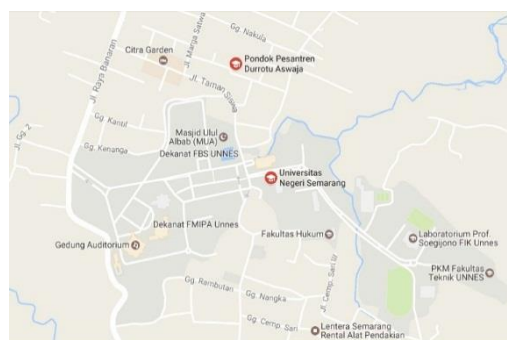 Gg. Nakula
Jl. Marga Satwa
Citra Garden
Pondok Pesantren
Durrotu Aswaja
Jl. Raya Banaran
Jl. Taman Siswa
Gg. Kantil
Jl. Gg. 2
Masjid Ulul
Albab (MUA)
Gg. Kenanga
Dekanat FBS UNNES
Universitas
Negeri Semarang
Dekanat FMIPA Unnes
Gedung Auditorium
Fakultas Hukum
Laboratorium Prof.
Soegijono FIK Unnes
PKM Fakultas
Teknik UNNES
Gg. Rambutan
Gg. Nangka
Jl. Cemp. Sari III
Gg. Cemp. Sari
Lentera Semarang
Rental Alat Pendakian